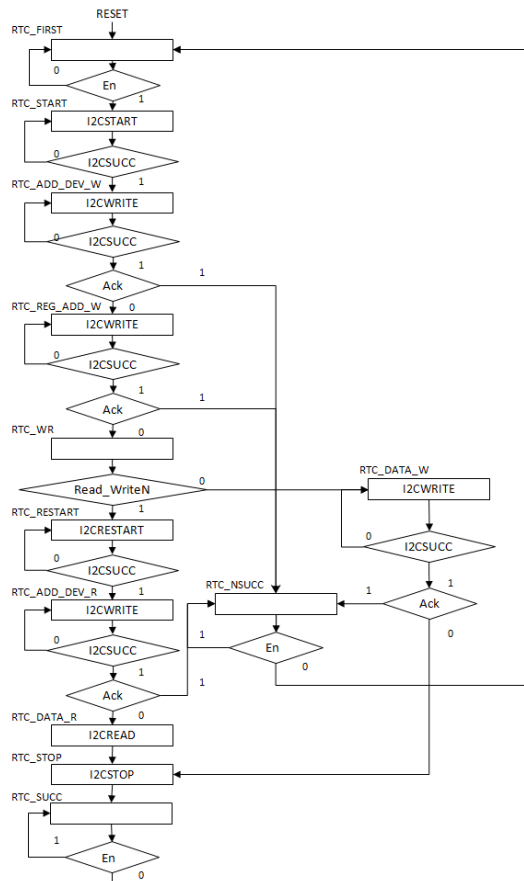 RESET
RTC_FIRST
0
En
1
RTC_START
I2CSTART
0
I2CSUCC
1
RTC_ADD_DEV_W
I2CWRITE
0
I2CSUCC
1
Ack
1
0
RTC_REG_ADD_W
I2CWRITE
0
I2CSUCC
1
Ack
1
0
RTC_WR
Read_WriteN
0
1
RTC_DATA_W
I2CWRITE
0
I2CSUCC
1
Ack
1
0
RTC_RESTART
I2CRESTART
0
I2CSUCC
1
RTC_NSUCC
1
En
0
RTC_ADD_DEV_R
I2CWRITE
0
I2CSUCC
1
Ack
1
0
RTC_DATA_R
I2CREAD
RTC_STOP
I2CSTOP
RTC_SUCC
1
En
0